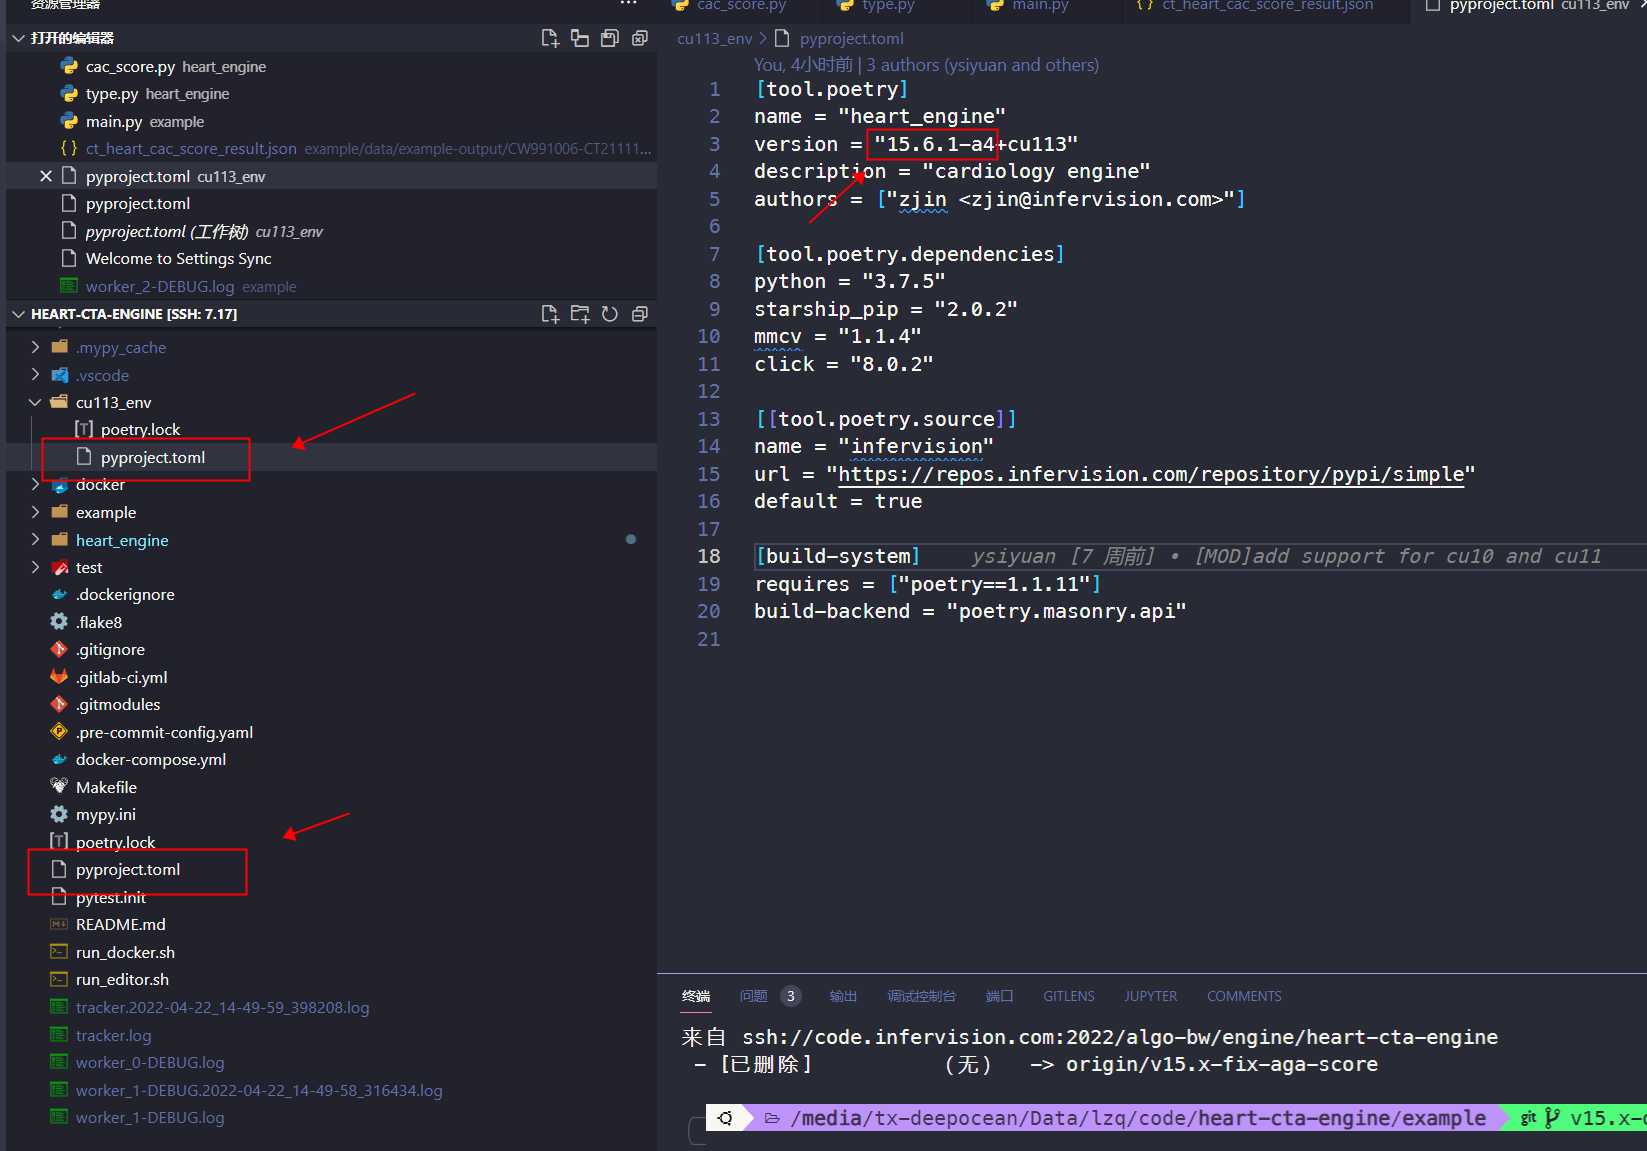 资源管理器
打开的编辑器
cac_score.py heart_engine
type.py heart_engine
main.py example
ct_heart_cac_score_result.json example/data/example-output/CW991006-CT21111...
pyproject.toml cu113_env
pyproject.toml
pyproject.toml (工作树) cu113_env
Welcome to Settings Sync
worker_2-DEBUG.log example
HEART-CTA-ENGINE [SSH: 7.17]
.mypy_cache
.vscode
cu113_env
poetry.lock
pyproject.toml
docker
example
heart_engine
test
.dockerignore
.flake8
.gitignore
.gitlab-ci.yml
.gitmodules
.pre-commit-config.yaml
docker-compose.yml
Makefile
mypy.ini
poetry.lock
pyproject.toml
pytest.init
README.md
run_docker.sh
run_editor.sh
tracker.2022-04-22_14-49-59_398208.log
tracker.log
worker_0-DEBUG.log
worker_1-DEBUG.2022-04-22_14-49-58_316434.log
worker_1-DEBUG.log
cac_score.py type.py main.py ct_heart_cac_score_result.json pyproject.toml cu113_env
cu113_env > pyproject.toml
You, 4小时前 | 3 authors (ysiyuan and others)
1 [tool.poetry]
2 name = "heart_engine"
3 version = "15.6.1-a4+cu113"
4 description = "cardiology engine"
5 authors = ["zjin <zjin@infervision.com>"]
6
7 [tool.poetry.dependencies]
8 python = "3.7.5"
9 starship_pip = "2.0.2"
10 mmcv = "1.1.4"
11 click = "8.0.2"
12
13 [[tool.poetry.source]]
14 name = "infervision"
15 url = "https://repos.infervision.com/repository/pypi/simple"
16 default = true
17
18 [build-system] ysiyuan [7 周前] • [MOD]add support for cu10 and cu11
19 requires = ["poetry==1.1.11"]
20 build-backend = "poetry.masonry.api"
21
终端 问题 3 输出 调试控制台 端口 GITLENS JUPYTER COMMENTS
来自 ssh://code.infervision.com:2022/algo-bw/engine/heart-cta-engine
- [已删除] (无) -> origin/v15.x-fix-aga-score
/media/tx-deepocean/Data/lzq/code/heart-cta-engine/example git v15.x-